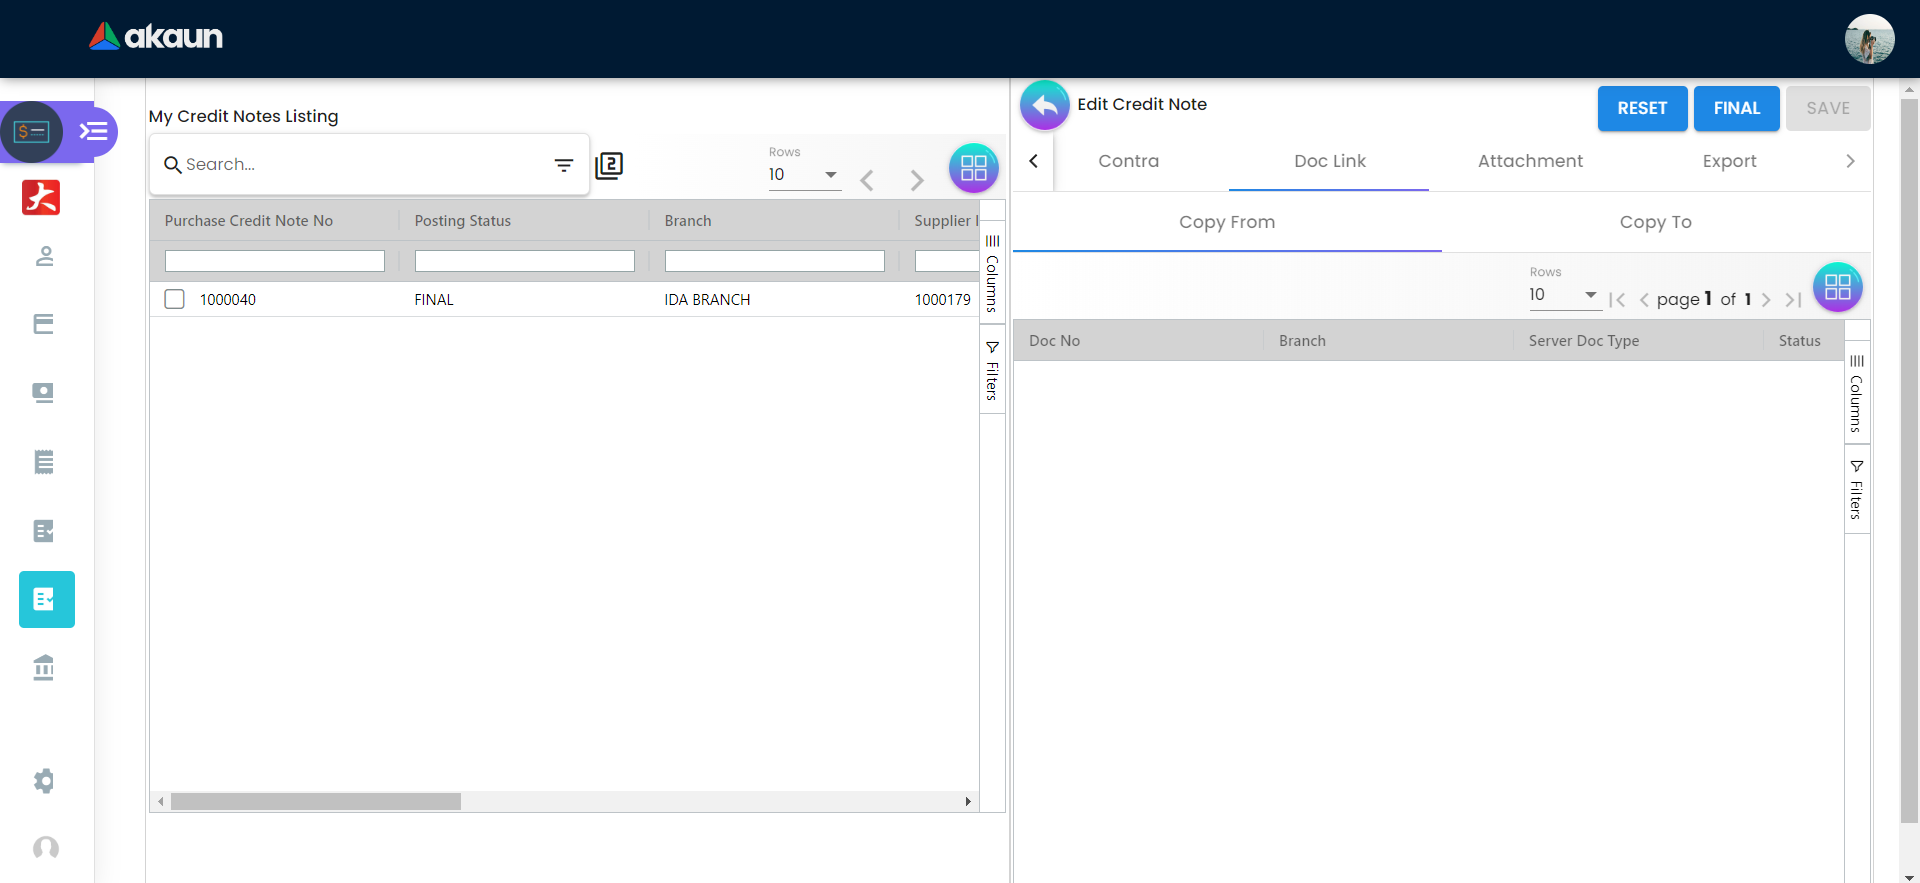 akaun
My Credit Notes Listing
Search...
2
Rows
10
Purchase Credit Note No
Posting Status
Branch
Supplier I
1000040
FINAL
IDA BRANCH
1000179
Columns
Filters
Edit Credit Note
RESET
FINAL
SAVE
Contra
Doc Link
Attachment
Export
Copy From
Copy To
Rows
10
page 1 of 1
Doc No
Branch
Server Doc Type
Status
Columns
Filters